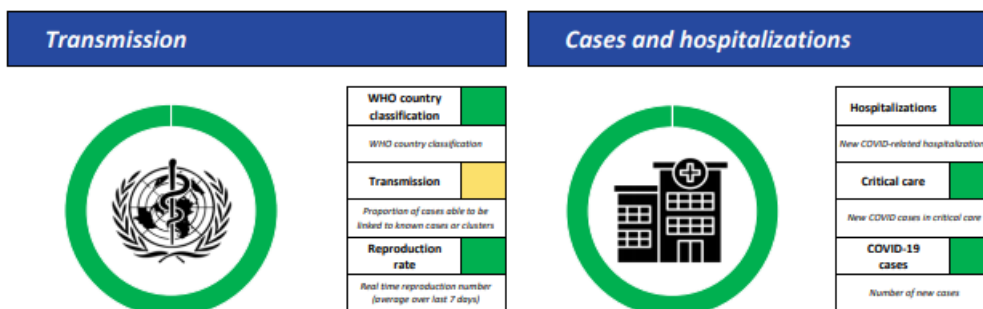 Transmission
WHO country
classification
WHO country classification
Transmission
Proportion of cases able to be
linked to known cases or clusters
Reproduction
rate
Real time reproduction number
(average over last 7 days)
Cases and hospitalizations
Hospitalizations
New COVID-related hospitalization
Critical care
New COVID cases in critical care
COVID-19
cases
Number of new cases